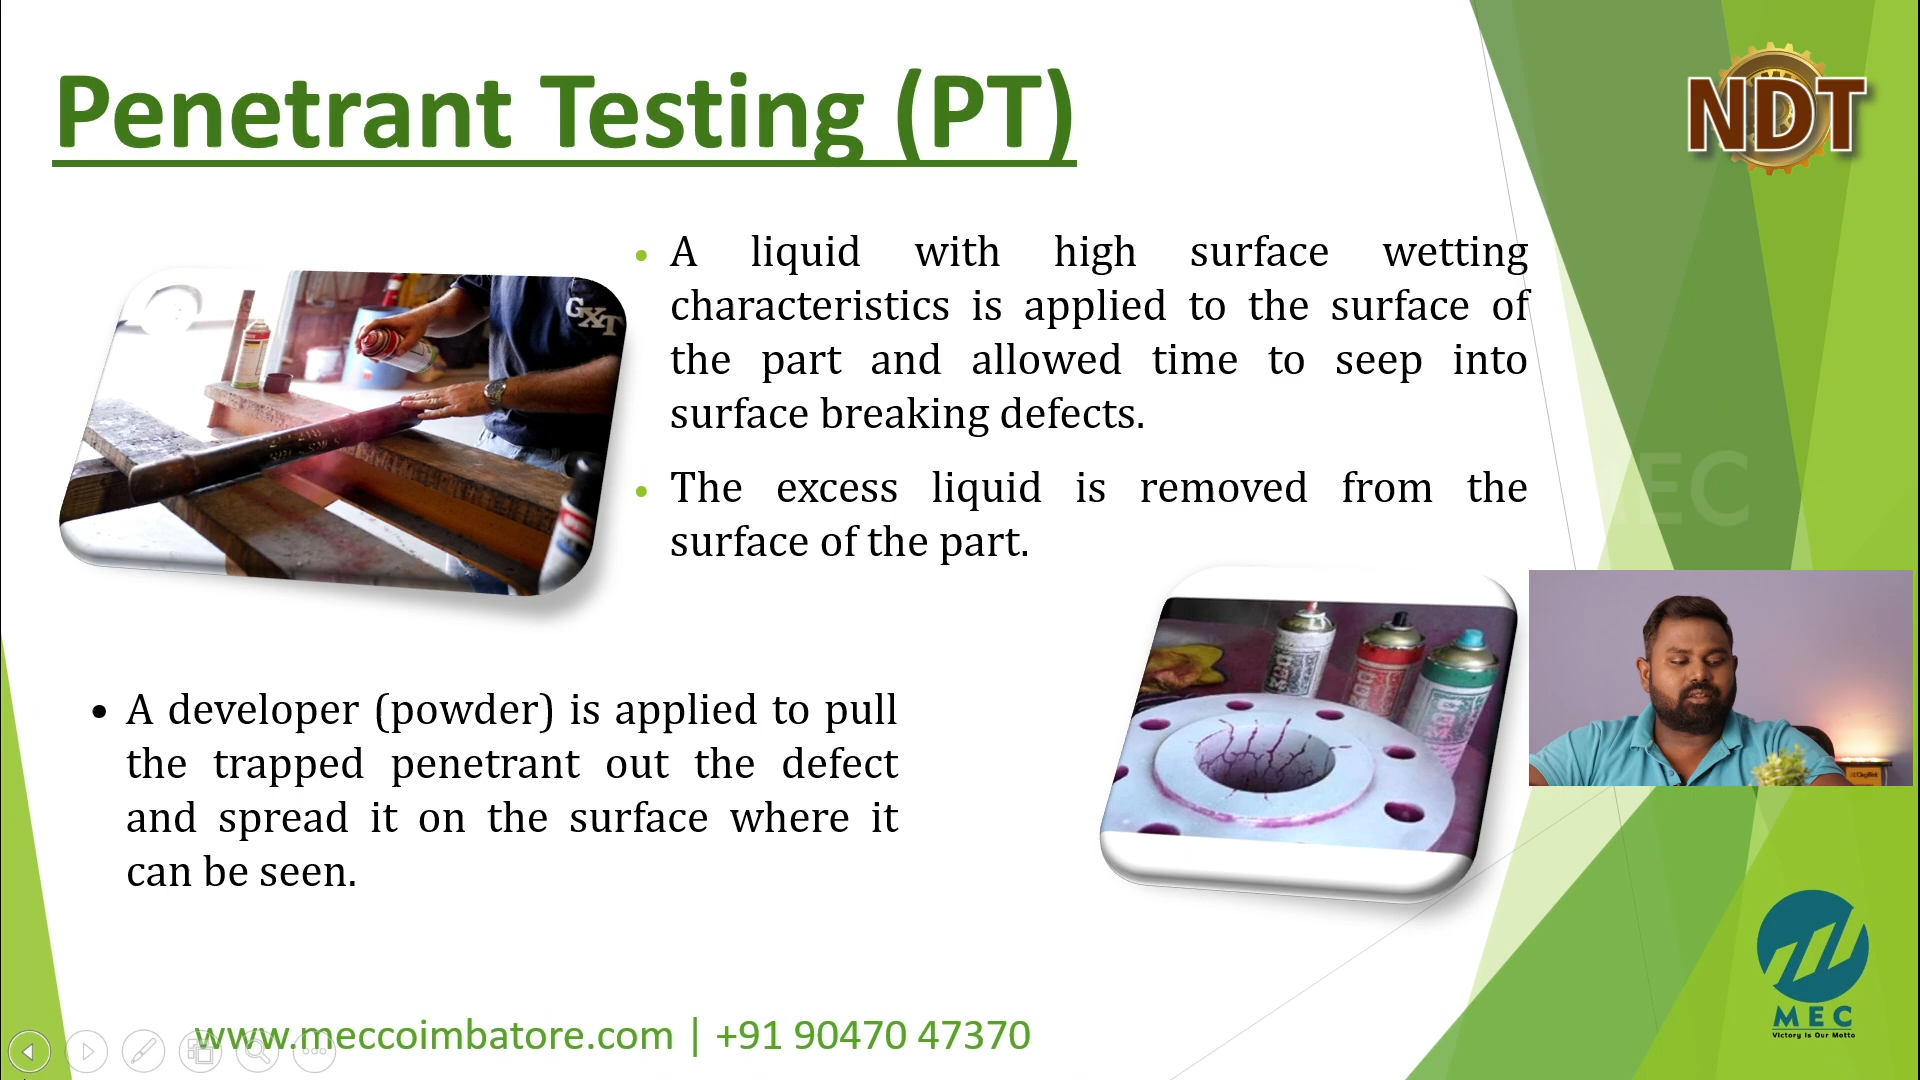 Penetrant Testing (PT)
NDT
• A liquid with high surface wetting
characteristics is applied to the surface of
the part and allowed time to seep into
surface breaking defects.
• The excess liquid is removed from the
surface of the part.
GXT
MEC
• A developer (powder) is applied to pull
the trapped penetrant out the defect
and spread it on the surface where it
can be seen.
MEC
Victory Is Our Motto
www.meccoimbatore.com | +91 90470 47370